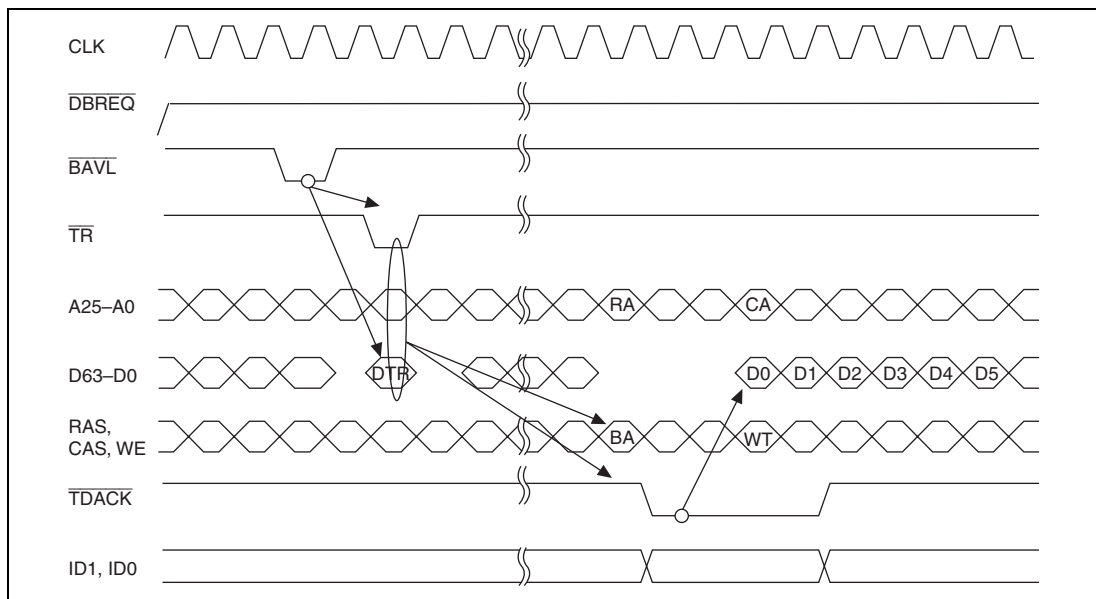 CLK
DBREQ
BAVL
TR
A25–A0
RA
CA
D63–D0
DTR
D0
D1
D2
D3
D4
D5
RAS,
CAS, WE
BA
WT
TDACK
ID1, ID0